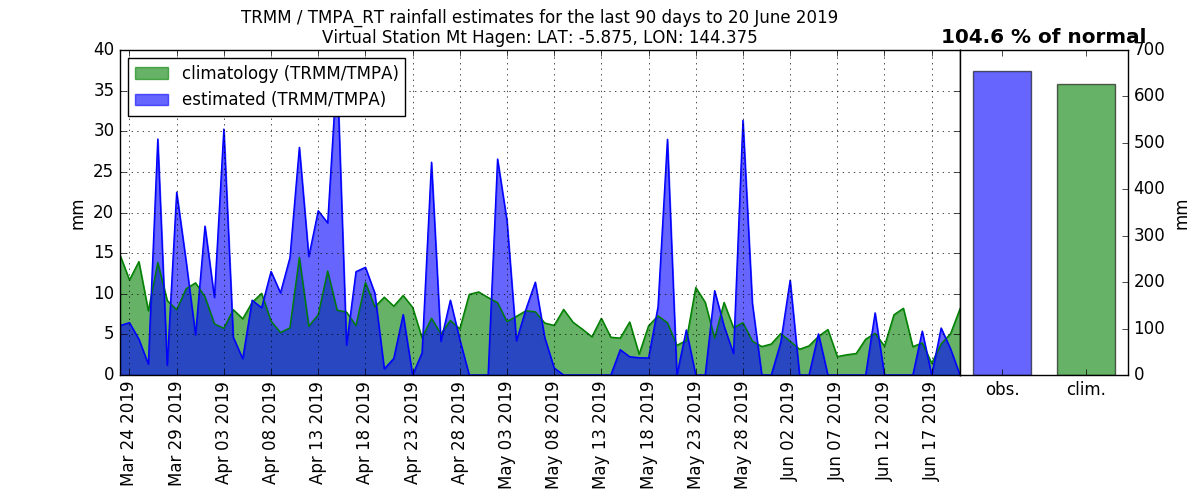 TRMM / TMPA_RT rainfall estimates for the last 90 days to 20 June 2019
Virtual Station Mt Hagen: LAT: -5.875, LON: 144.375
104.6 % of normal
climatology (TRMM/TMPA)
estimated (TRMM/TMPA)
mm
40
35
30
25
20
15
10
5
0
Mar 24 2019
Mar 29 2019
Apr 03 2019
Apr 08 2019
Apr 13 2019
Apr 18 2019
Apr 23 2019
Apr 28 2019
May 03 2019
May 08 2019
May 13 2019
May 18 2019
May 23 2019
May 28 2019
Jun 02 2019
Jun 07 2019
Jun 12 2019
Jun 17 2019
obs.
clim.
700
600
500
400
300
200
100
0
mm